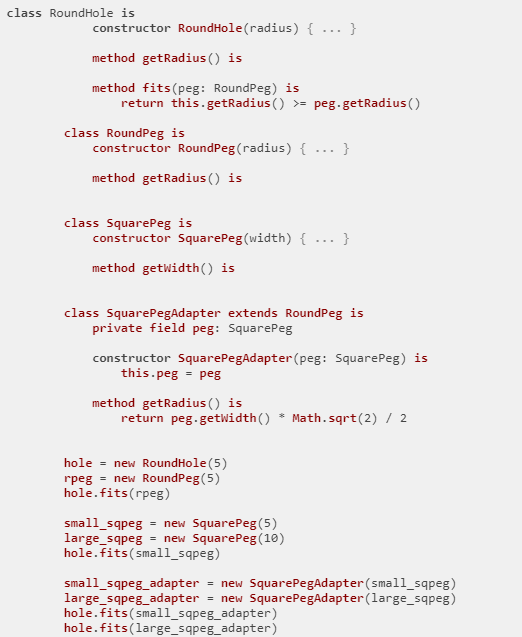 class RoundHole is
constructor RoundHole(radius) { ... }
method getRadius() is
method fits(peg: RoundPeg) is
return this.getRadius() >= peg.getRadius()
class RoundPeg is
constructor RoundPeg(radius) { ... }
method getRadius() is
class SquarePeg is
constructor SquarePeg(width) { ... }
method getWidth() is
class SquarePegAdapter extends RoundPeg is
private field peg: SquarePeg
constructor SquarePegAdapter(peg: SquarePeg) is
this.peg = peg
method getRadius() is
return peg.getWidth() * Math.sqrt(2) / 2
hole = new RoundHole(5)
rpeg = new RoundPeg(5)
hole.fits(rpeg)
small_sqpeg = new SquarePeg(5)
large_sqpeg = new SquarePeg(10)
hole.fits(small_sqpeg)
small_sqpeg_adapter = new SquarePegAdapter(small_sqpeg)
large_sqpeg_adapter = new SquarePegAdapter(large_sqpeg)
hole.fits(small_sqpeg_adapter)
hole.fits(large_sqpeg_adapter)